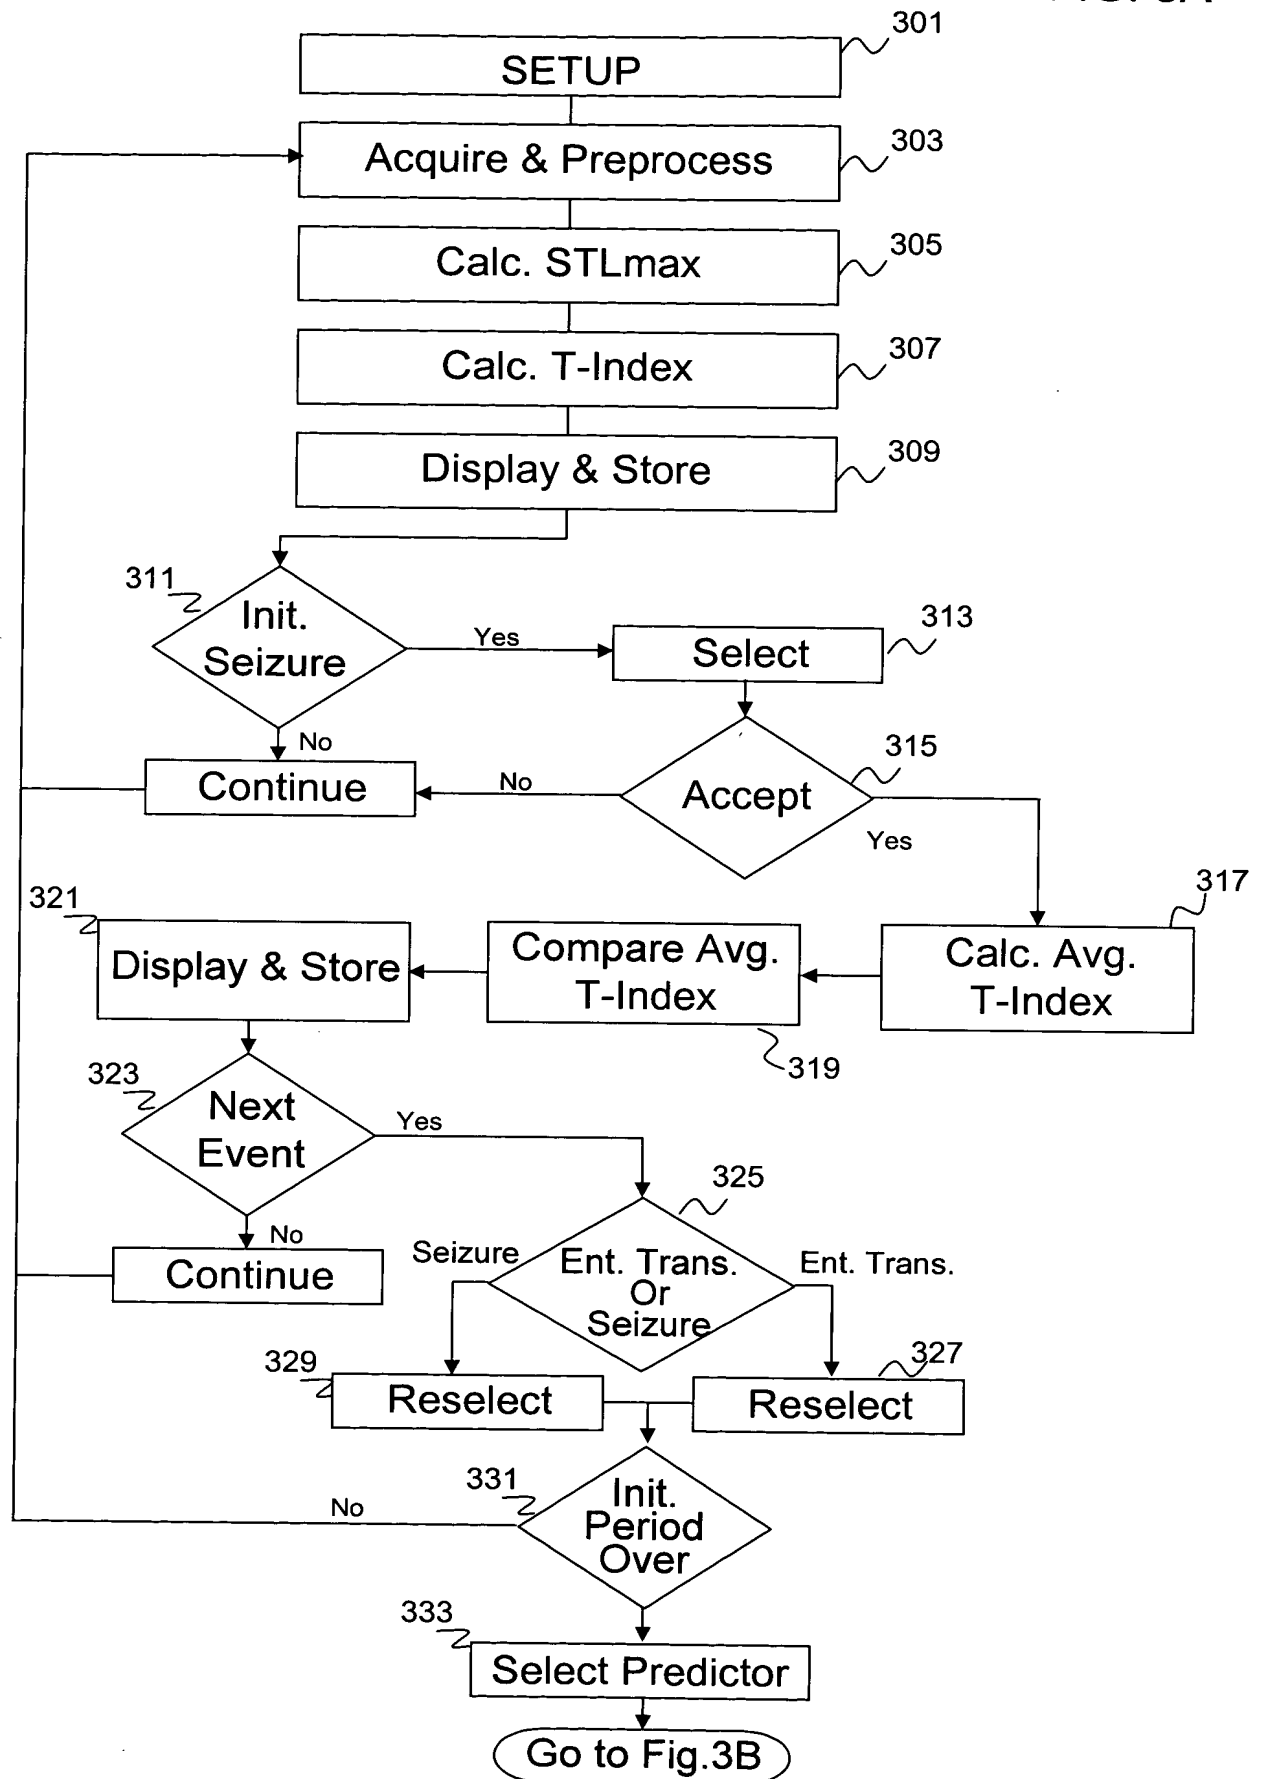 301
SETUP
303
Acquire & Preprocess
305
Calc. STLmax
307
Calc. T-Index
309
Display & Store
311
Init.
Seizure
Yes
313
Select
No
Continue
No
315
Accept
Yes
317
Calc. Avg.
T-Index
Compare Avg.
T-Index
319
321
Display & Store
323
Next
Event
Yes
No
Continue
325
Seizure
Ent. Trans.
Or
Seizure
Ent. Trans.
329
Reselect
327
Reselect
331
Init.
Period
Over
No
333
Select Predictor
Go to Fig.3B